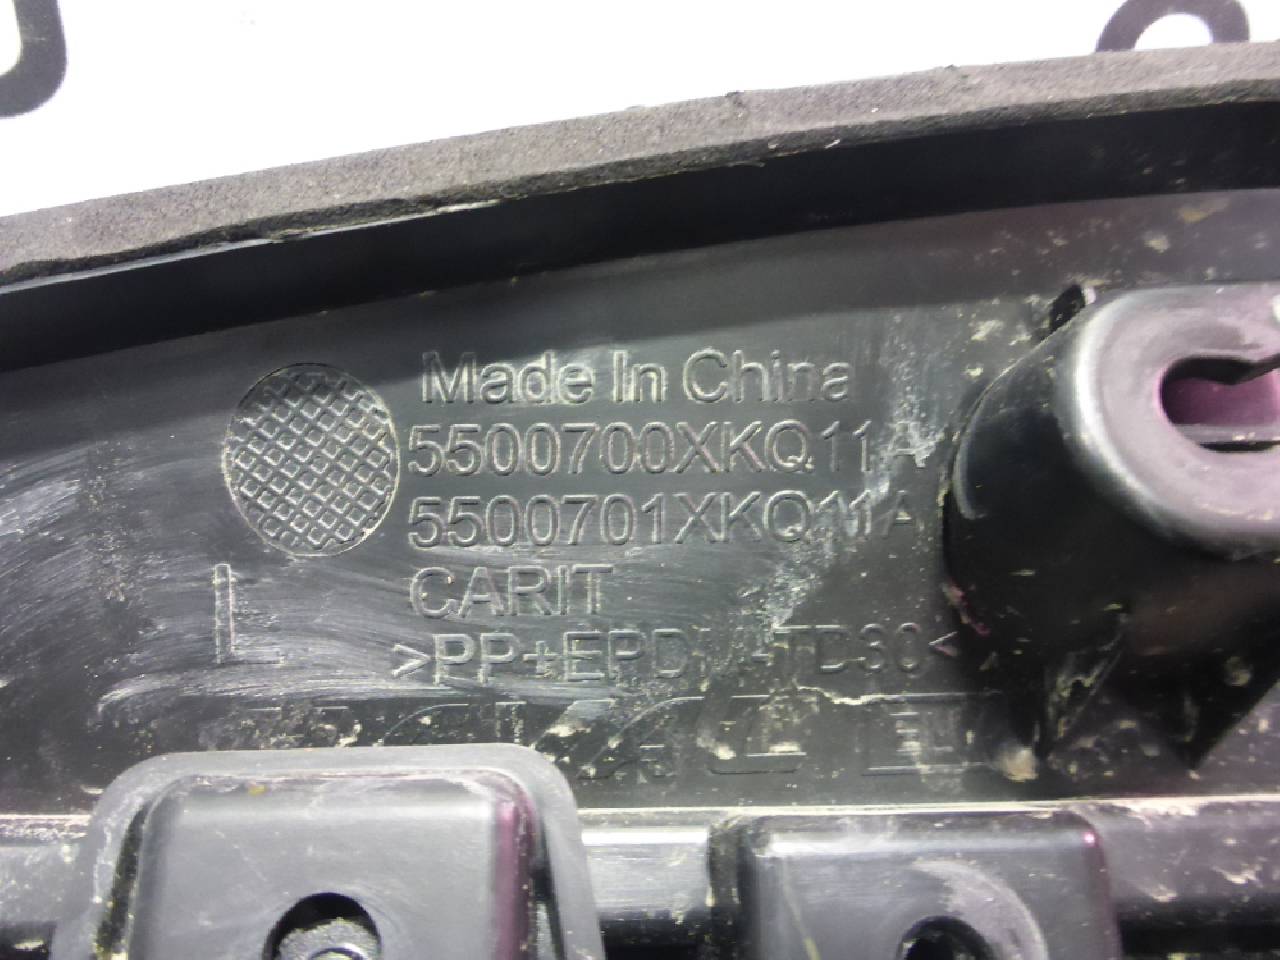 Made In China
5500700XKQ11A
5500701XKQ11A
L
CARIT
>PP+EPDM-TD30<